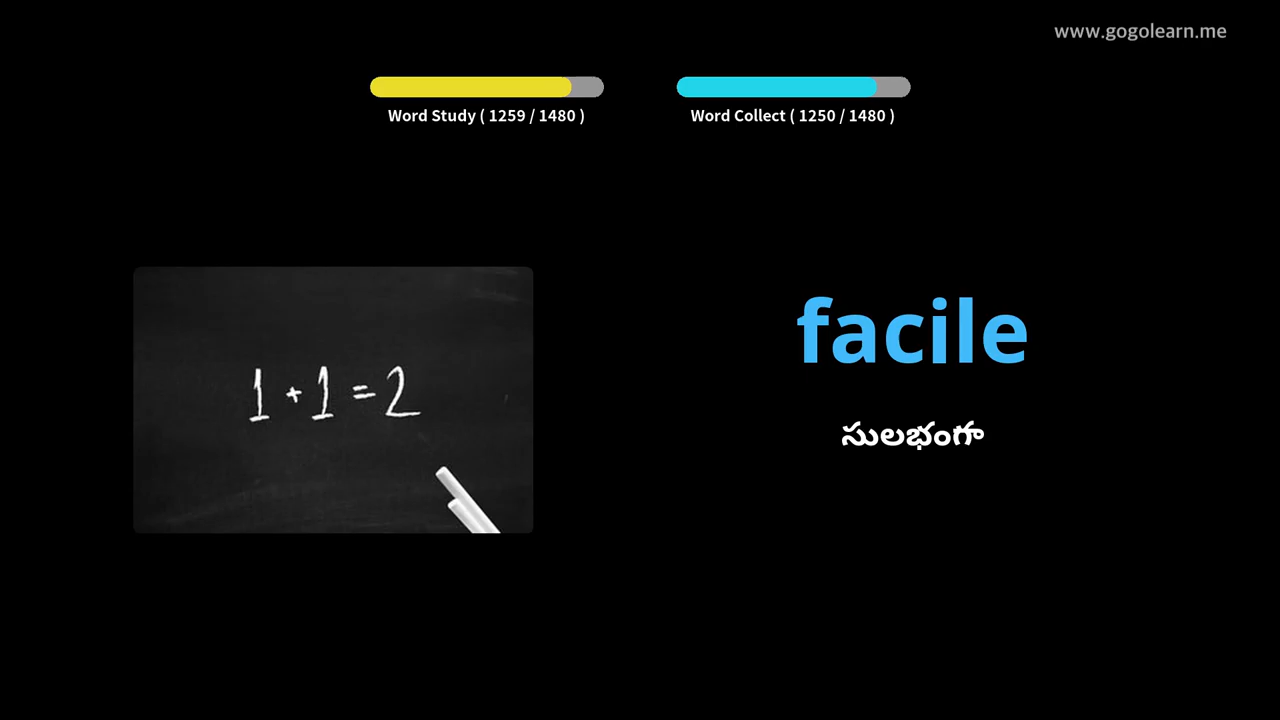 www.gogolearn.me
Word Study ( 1259 / 1480 )
Word Collect ( 1250 / 1480 )
1 + 1 = 2
facile
సులభంగా